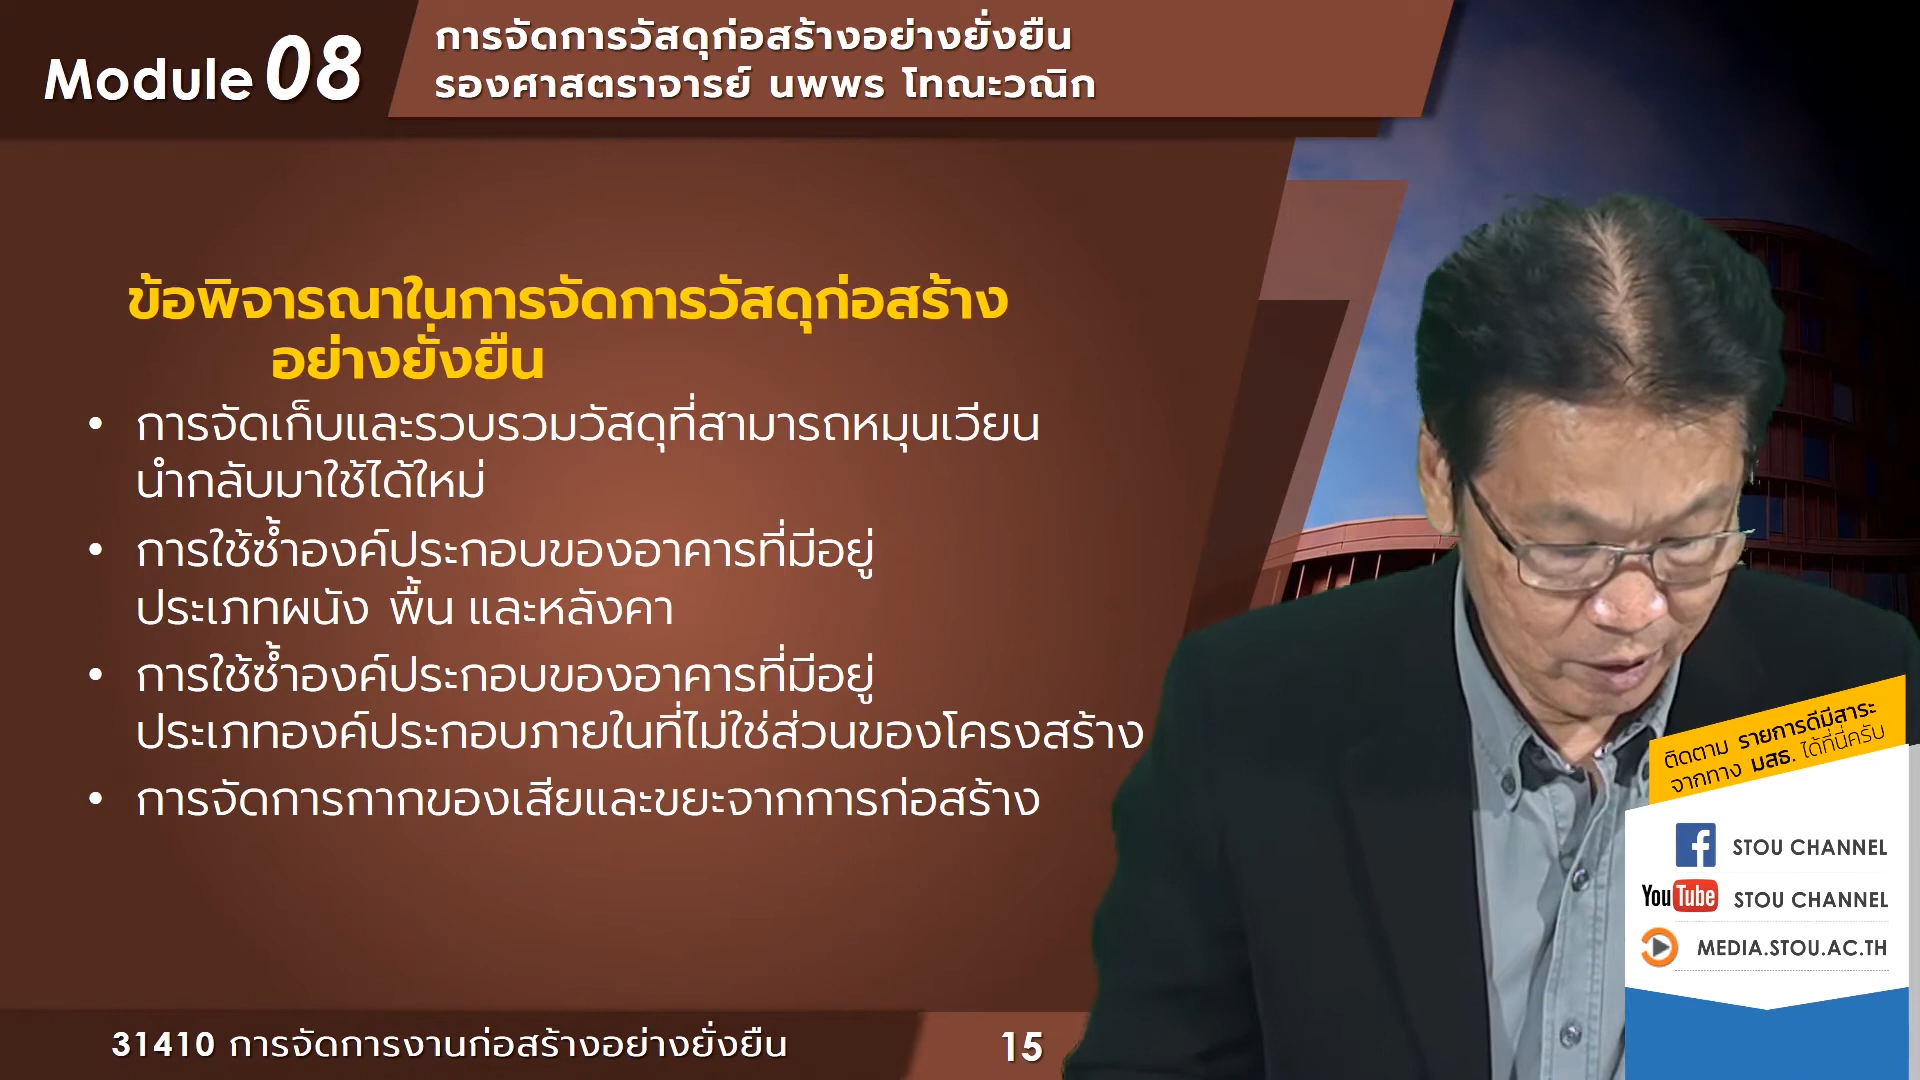 Module 08
การจัดการวัสดุก่อสร้างอย่างยั่งยืน
รองศาสตราจารย์ นพพร โทณะวณิก
ข้อพิจารณาในการจัดการวัสดุก่อสร้าง
อย่างยั่งยืน
• การจัดเก็บและรวบรวมวัสดุที่สามารถหมุนเวียน
นำกลับมาใช้ได้ใหม่
• การใช้ซ้ำองค์ประกอบของอาคารที่มีอยู่
ประเภทผนัง พื้น และหลังคา
• การใช้ซ้ำองค์ประกอบของอาคารที่มีอยู่
ประเภทองค์ประกอบภายในที่ไม่ใช่ส่วนของโครงสร้าง
• การจัดการกากของเสียและขยะจากการก่อสร้าง
ติดตาม รายการดีมีสาระ
จากทาง มสธ. ได้ที่นี่ครับ
f STOU CHANNEL
YouTube STOU CHANNEL
MEDIA.STOU.AC.TH
31410 การจัดการงานก่อสร้างอย่างยั่งยืน
15